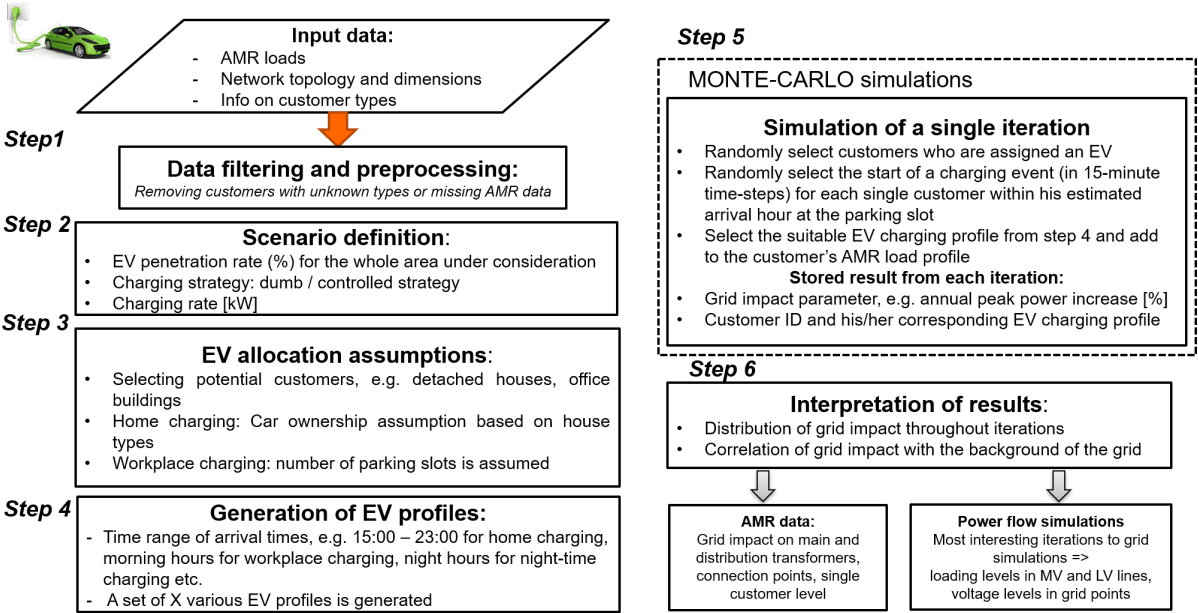 Input data:
- AMR loads
- Network topology and dimensions
- Info on customer types
Step1
Data filtering and preprocessing:
Removing customers with unknown types or missing AMR data
Step 2
Scenario definition:
• EV penetration rate (%) for the whole area under consideration
• Charging strategy: dumb / controlled strategy
• Charging rate [kW]
Step 3
EV allocation assumptions:
• Selecting potential customers, e.g. detached houses, office
buildings
• Home charging: Car ownership assumption based on house
types
• Workplace charging: number of parking slots is assumed
Step 4
Generation of EV profiles:
- Time range of arrival times, e.g. 15:00 – 23:00 for home charging,
morning hours for workplace charging, night hours for night-time
charging etc.
- A set of X various EV profiles is generated
Step 5
MONTE-CARLO simulations
Simulation of a single iteration
• Randomly select customers who are assigned an EV
• Randomly select the start of a charging event (in 15-minute
time-steps) for each single customer within his estimated
arrival hour at the parking slot
• Select the suitable EV charging profile from step 4 and add
to the customer's AMR load profile
Stored result from each iteration:
• Grid impact parameter, e.g. annual peak power increase [%]
• Customer ID and his/her corresponding EV charging profile
Step 6
Interpretation of results:
• Distribution of grid impact throughout iterations
• Correlation of grid impact with the background of the grid
AMR data:
Grid impact on main and
distribution transformers,
connection points, single
customer level
Power flow simulations
Most interesting iterations to grid
simulations =>
loading levels in MV and LV lines,
voltage levels in grid points